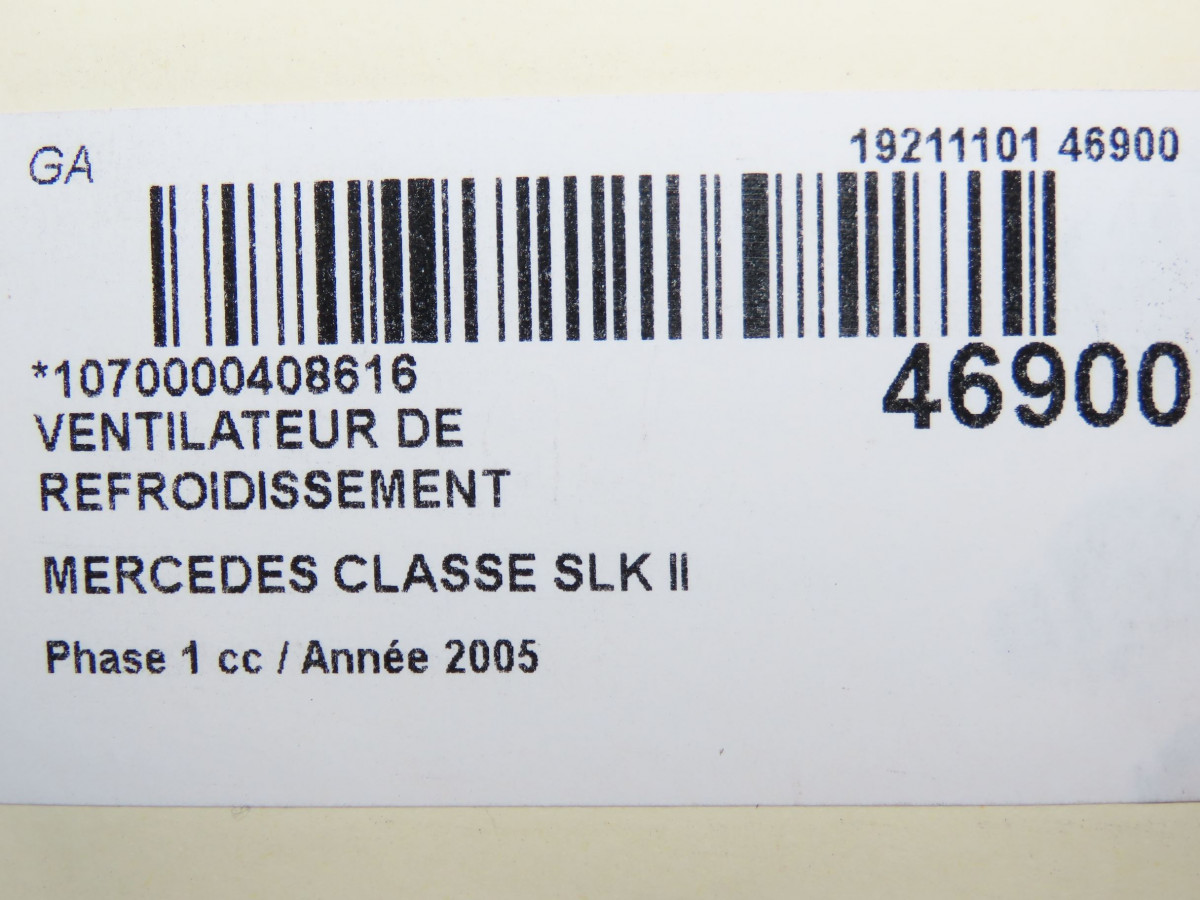 GA
19211101 46900
46900
*1070000408616
VENTILATEUR DE
REFROIDISSEMENT
MERCEDES CLASSE SLK II
Phase 1 cc / Année 2005